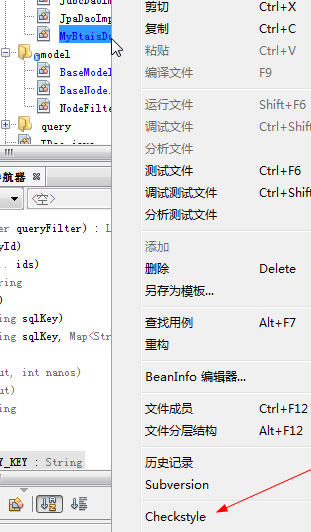 JdbcDaoImp
JpaDaoImp
MyBtaisDa
model
BaseModel
BaseNode
NodeFilter
query
航器
<空>
er queryFilter) : L
yId)
.. ids)
tring
)
ing sqlKey)
ing sqlKey, Map<Str
)
ut, int nanos)
ut)
ing
Y_KEY : String
剪切 Ctrl+X
复制 Ctrl+C
粘贴 Ctrl+V
编译文件 F9
运行文件 Shift+F6
调试文件 Ctrl+Shift
分析文件
测试文件 Ctrl+F6
调试测试文件 Ctrl+Shift
分析测试文件
添加
删除 Delete
另存为模板...
查找用例 Alt+F7
重构
BeanInfo 编辑器...
文件成员 Ctrl+F12
文件分层结构 Alt+F12
历史记录
Subversion
Checkstyle